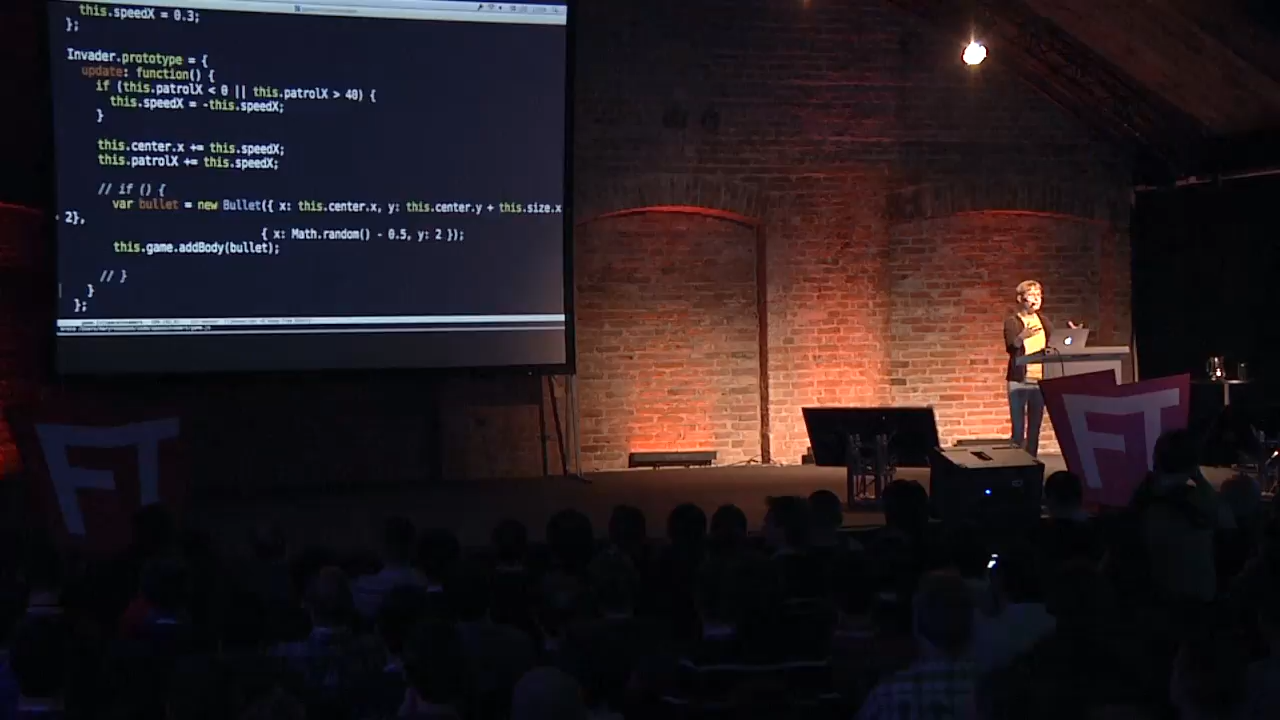 this.speedX = 0.3;
};
Invader.prototype = {
update: function() {
if (this.patrolX < 0 || this.patrolX > 40) {
this.speedX = -this.speedX;
}
this.center.x += this.speedX;
this.patrolX += this.speedX;
// if () {
var bullet = new Bullet({ x: this.center.x, y: this.center.y + this.size.x
2},
{ x: Math.random() - 0.5, y: 2 });
this.game.addBody(bullet);
// }
}
};
FT
FT